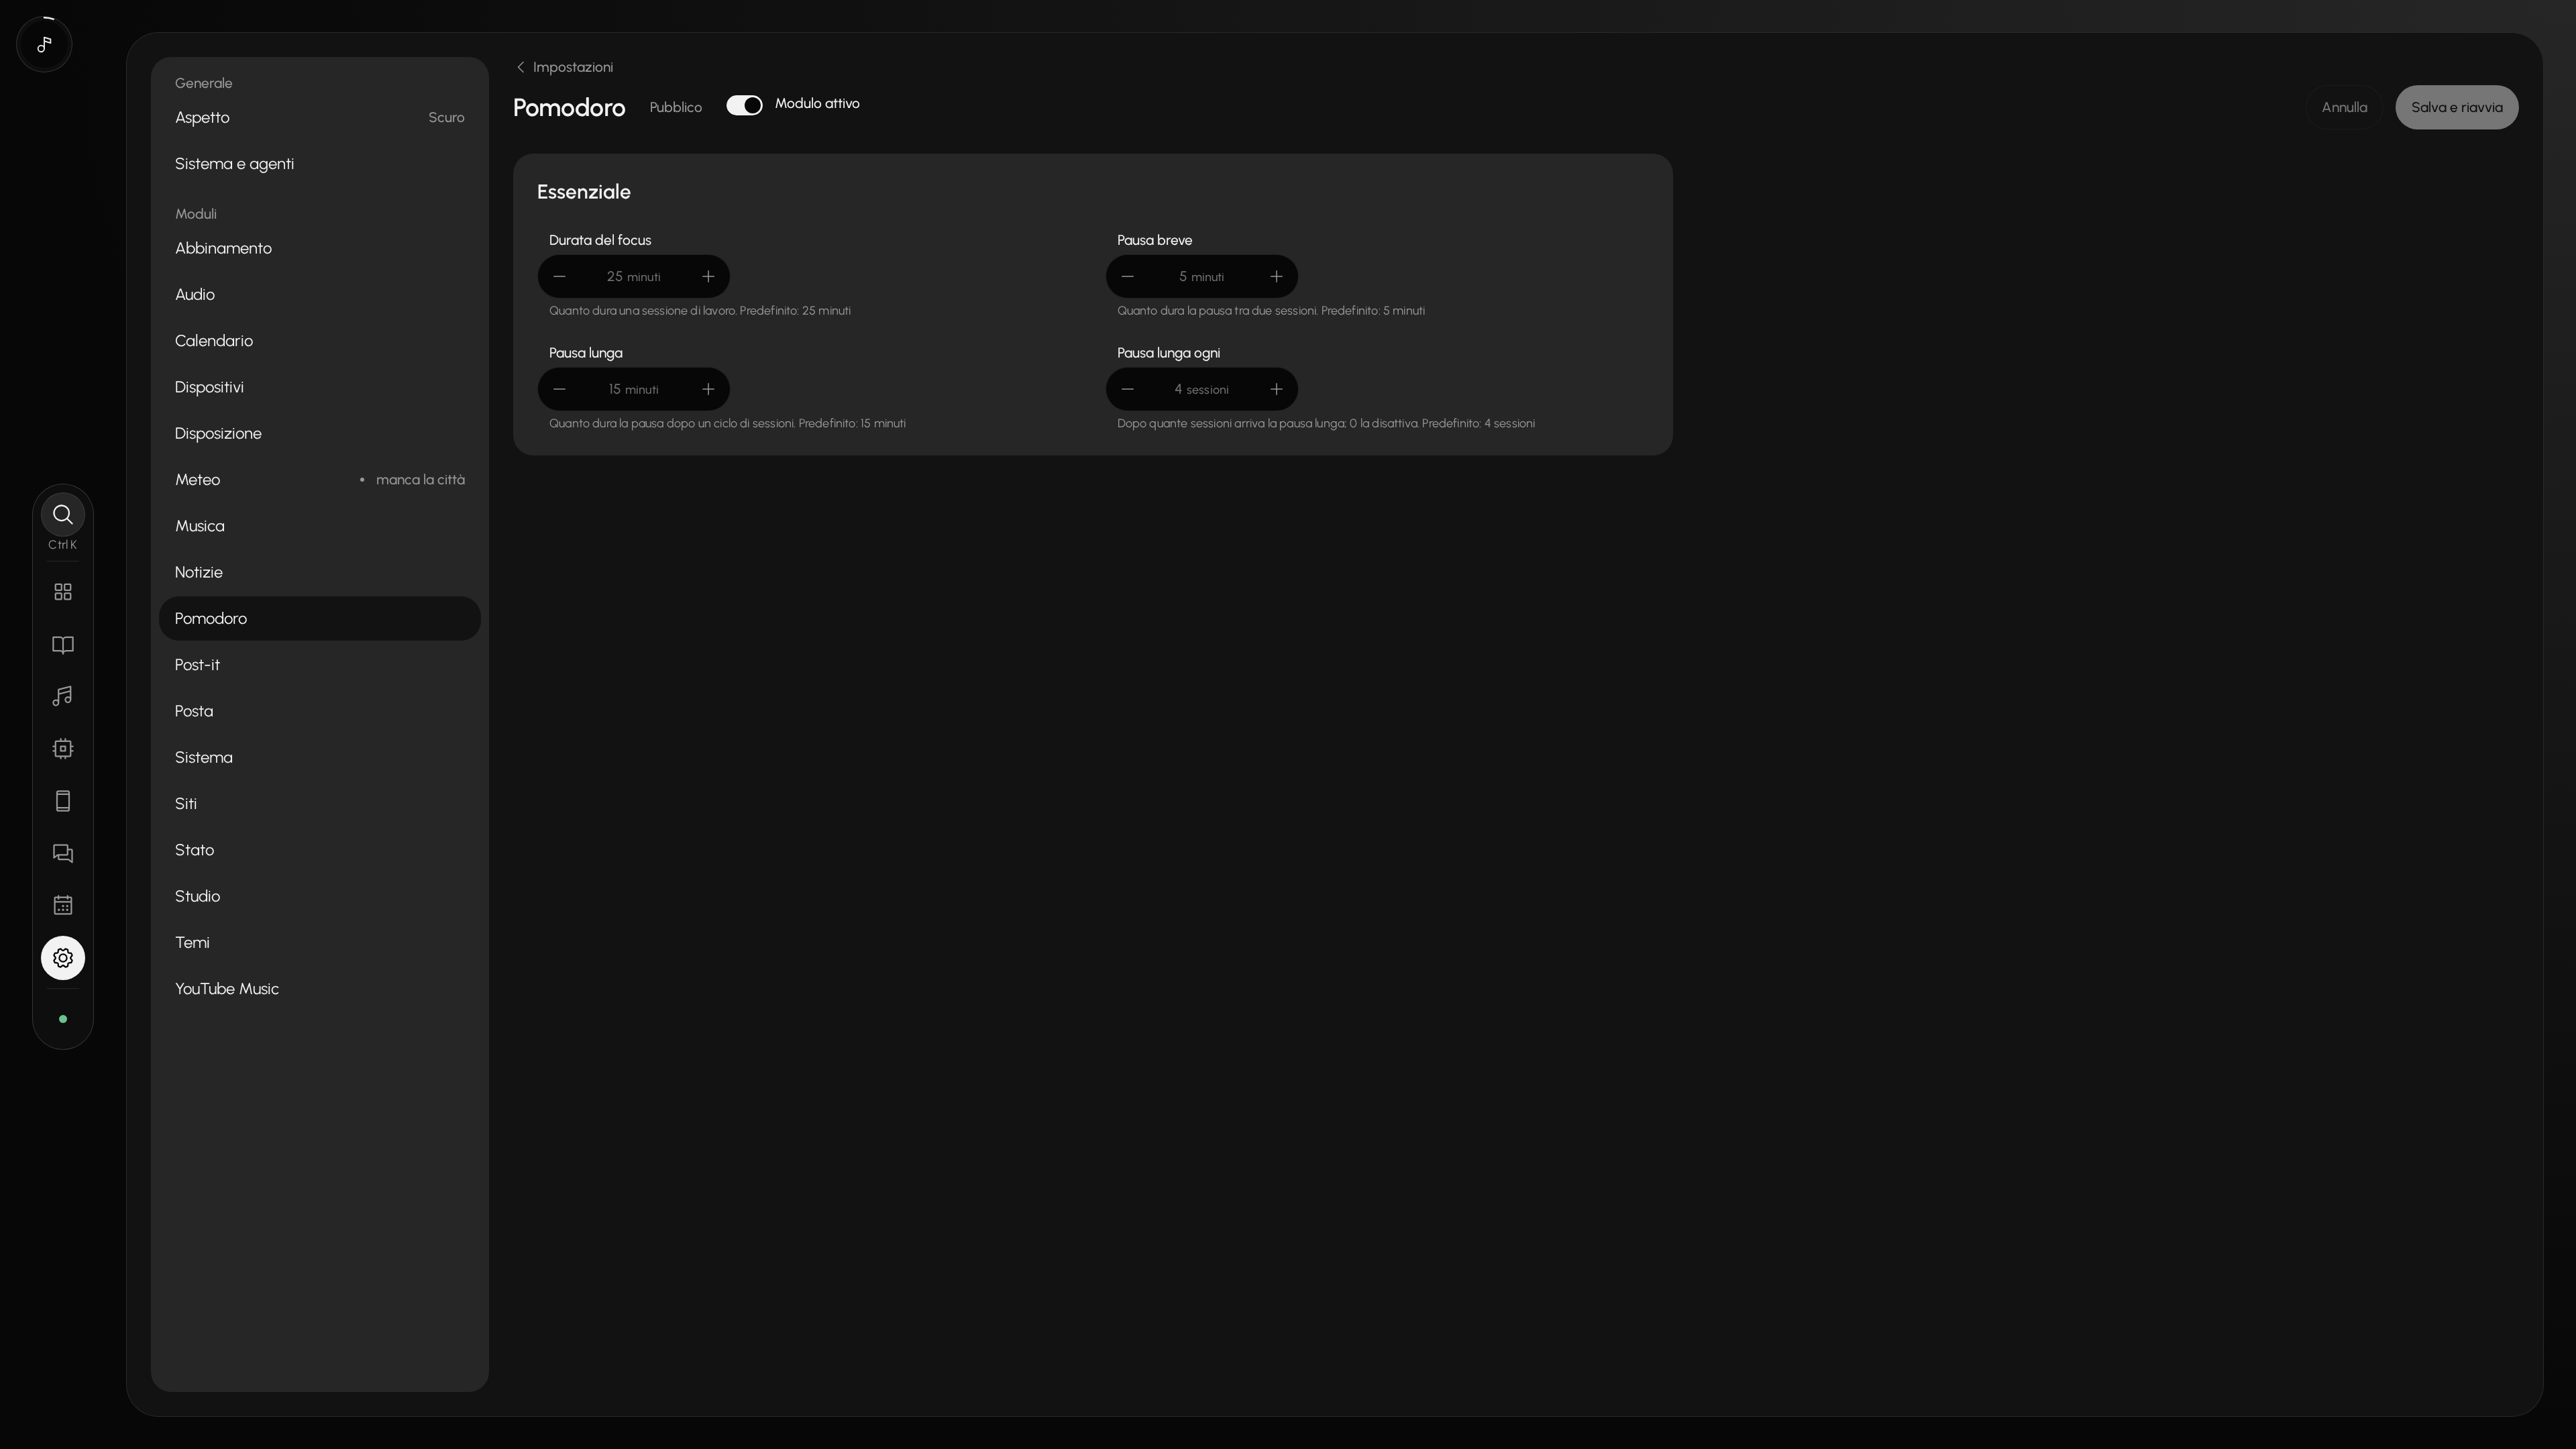 Ctrl K
Generale
Aspetto Scuro
Sistema e agenti
Moduli
Abbinamento
Audio
Calendario
Dispositivi
Disposizione
Meteo • manca la città
Musica
Notizie
Pomodoro
Post-it
Posta
Sistema
Siti
Stato
Studio
Temi
YouTube Music
Impostazioni
Pomodoro Pubblico Modulo attivo Annulla Salva e riavvia
Essenziale
Durata del focus
25 minuti
Quanto dura una sessione di lavoro. Predefinito: 25 minuti
Pausa breve
5 minuti
Quanto dura la pausa tra due sessioni. Predefinito: 5 minuti
Pausa lunga
15 minuti
Quanto dura la pausa dopo un ciclo di sessioni. Predefinito: 15 minuti
Pausa lunga ogni
4 sessioni
Dopo quante sessioni arriva la pausa lunga; 0 la disattiva. Predefinito: 4 sessioni